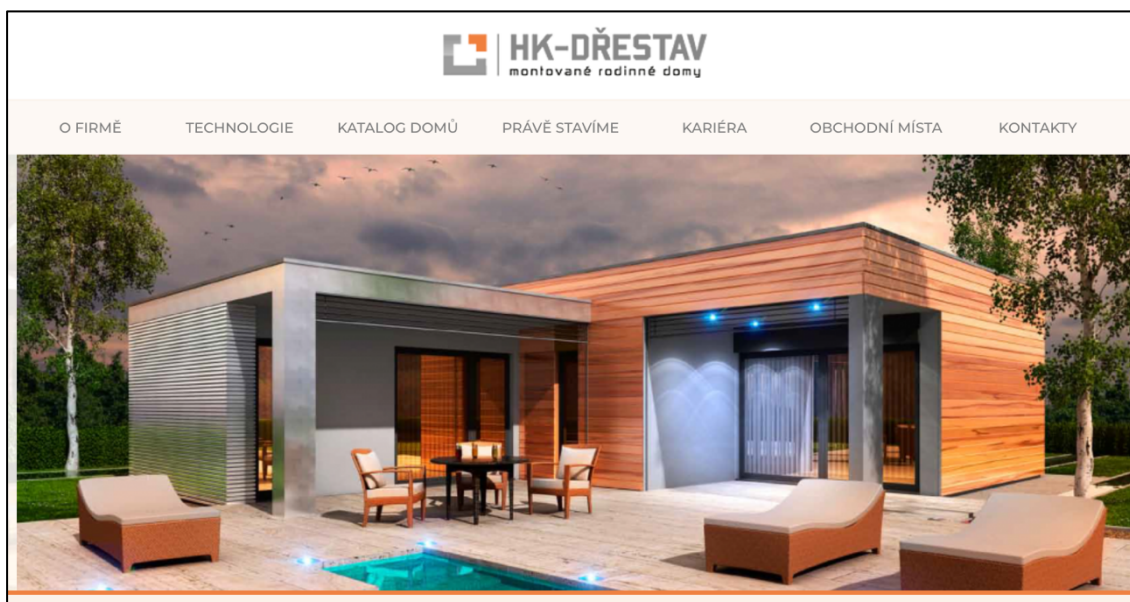 HK-DŘESTAV
montované rodinné domy
O FIRMĚ TECHNOLOGIE KATALOG DOMŮ PRÁVĚ STAVÍME KARIÉRA OBCHODNÍ MÍSTA KONTAKTY